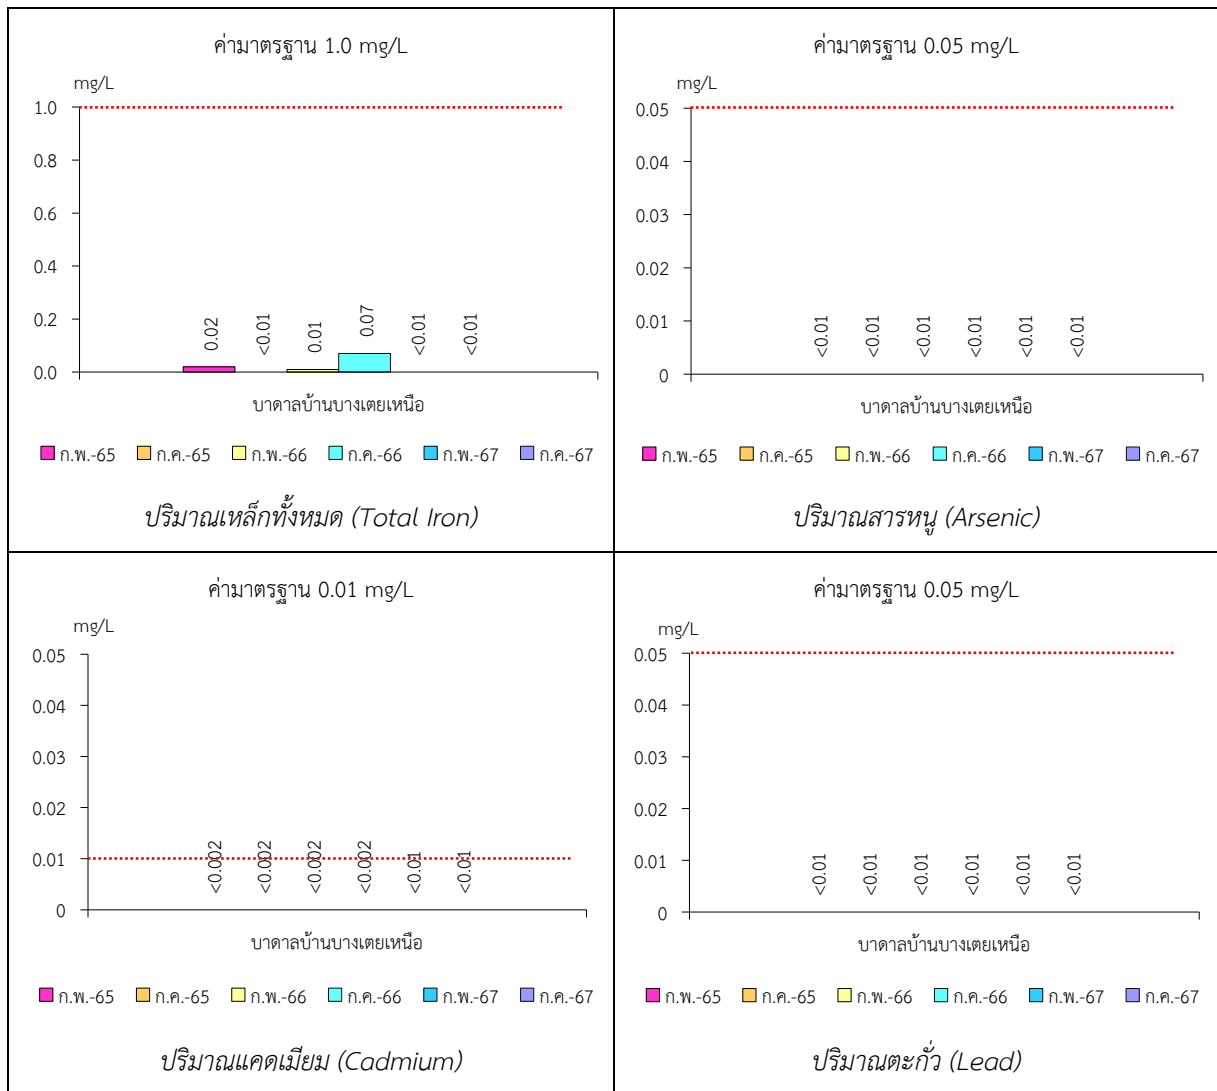 ค่ามาตรฐาน 1.0 mg/L
mg/L
1.0
0.8
0.6
0.4
0.2
0.0
0.02 <0.01 0.01 0.07 <0.01 <0.01
บาดาลบ้านบางเตยเหนือ
ก.พ.-65 ก.ค.-65 ก.พ.-66 ก.ค.-66 ก.พ.-67 ก.ค.-67
ปริมาณเหล็กทั้งหมด (Total Iron)
ค่ามาตรฐาน 0.05 mg/L
mg/L
0.05
0.04
0.03
0.02
0.01
0
<0.01 <0.01 <0.01 <0.01 <0.01 <0.01
บาดาลบ้านบางเตยเหนือ
ก.พ.-65 ก.ค.-65 ก.พ.-66 ก.ค.-66 ก.พ.-67 ก.ค.-67
ปริมาณสารหนู (Arsenic)
ค่ามาตรฐาน 0.01 mg/L
mg/L
0.05
0.04
0.03
0.02
0.01
0
<0.002 <0.002 <0.002 <0.002 <0.01 <0.01
บาดาลบ้านบางเตยเหนือ
ก.พ.-65 ก.ค.-65 ก.พ.-66 ก.ค.-66 ก.พ.-67 ก.ค.-67
ปริมาณแคดเมียม (Cadmium)
ค่ามาตรฐาน 0.05 mg/L
mg/L
0.05
0.04
0.03
0.02
0.01
0
<0.01 <0.01 <0.01 <0.01 <0.01 <0.01
บาดาลบ้านบางเตยเหนือ
ก.พ.-65 ก.ค.-65 ก.พ.-66 ก.ค.-66 ก.พ.-67 ก.ค.-67
ปริมาณตะกั่ว (Lead)